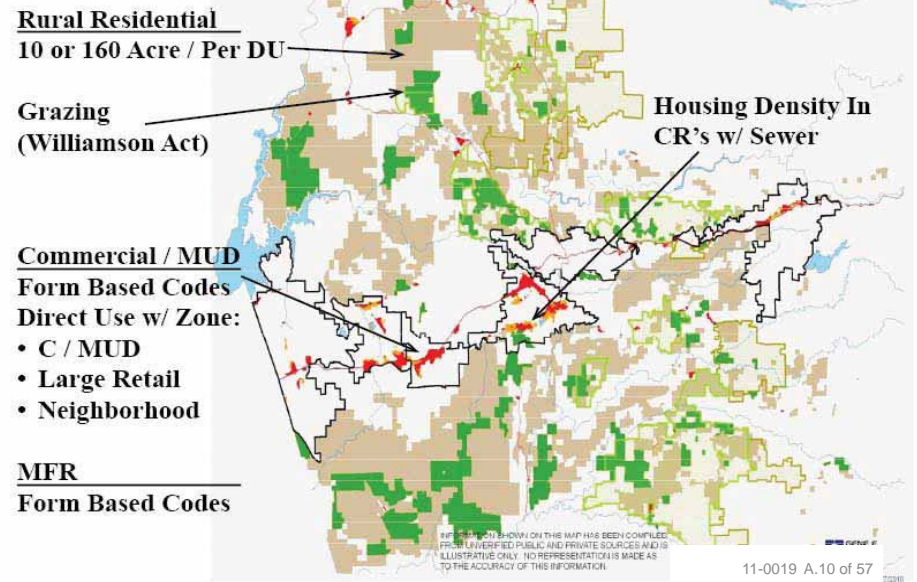 Rural Residential
10 or 160 Acre / Per DU
Grazing
(Williamson Act)
Housing Density In
CR's w/ Sewer
Commercial / MUD
Form Based Codes
Direct Use w/ Zone:
• C / MUD
• Large Retail
• Neighborhood
MFR
Form Based Codes
INFORMATION SHOWN ON THIS MAP HAS BEEN COMPILED
FROM UNVERIFIED PUBLIC AND PRIVATE SOURCES AND IS
ILLUSTRATIVE ONLY. NO REPRESENTATION IS MADE AS
TO THE ACCURACY OF THIS INFORMATION.
11-0019 A.10 of 57